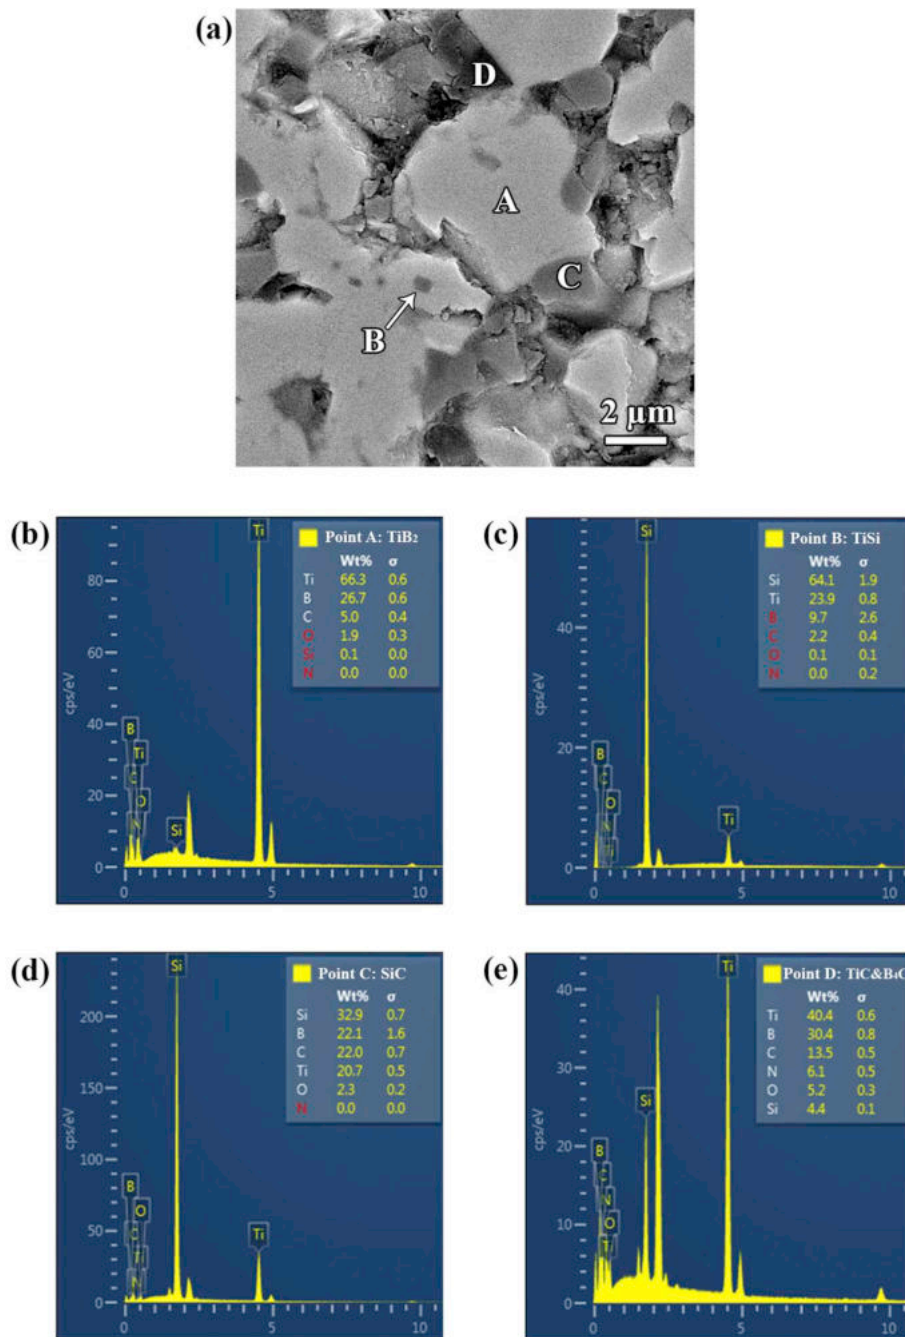 (a)
D
A
C
B
2 µm
(b)
Point A: TiB₂
Wt% σ
Ti 66.3 0.6
B 26.7 0.6
C 5.0 0.4
O 1.9 0.3
Si 0.1 0.0
N 0.0 0.0
Ti
80
60
40
20
0
cps/eV
B
Ti
C
O
N
Si
0 5 10
(c)
Point B: TiSi
Wt% σ
Si 64.1 1.9
Ti 23.9 0.8
B 9.7 2.6
C 2.2 0.4
O 0.1 0.1
N 0.0 0.2
Si
40
20
0
cps/eV
B
C
O
N
Ti
Ti
0 5 10
(d)
Point C: SiC
Wt% σ
Si 32.9 0.7
B 22.1 1.6
C 22.0 0.7
Ti 20.7 0.5
O 2.3 0.2
N 0.0 0.0
Si
200
150
100
50
0
cps/eV
B
O
C
N
Ti
0 5 10
(e)
Point D: TiC&B₄C
Wt% σ
Ti 40.4 0.6
B 30.4 0.8
C 13.5 0.5
N 6.1 0.5
O 5.2 0.3
Si 4.4 0.1
Ti
40
30
20
10
0
cps/eV
Si
B
C
N
O
Ti
0 5 10